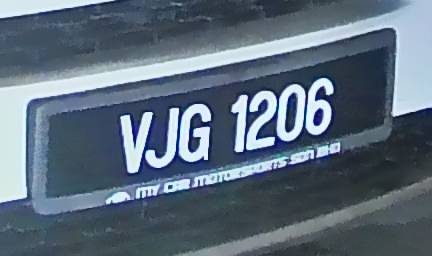 VJG 1206
MY CAR MOTORSPORTS SDN BHD